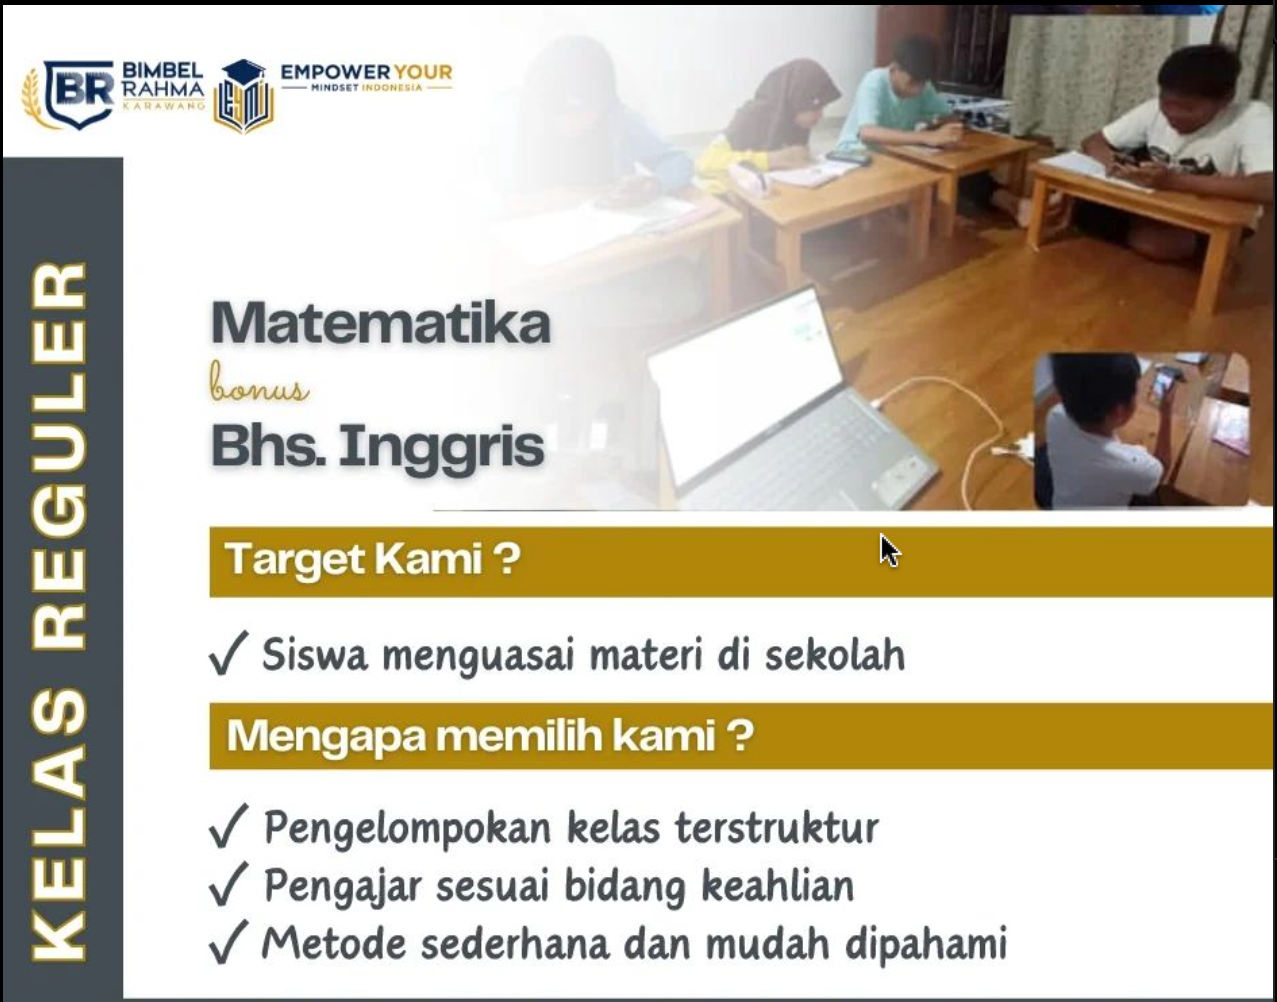 BR BIMBEL
RAHMA
KARAWANG
EMPOWER YOUR
MINDSET INDONESIA
KELAS REGULER
Matematika
bonus
Bhs. Inggris
Target Kami ?
✓ Siswa menguasai materi di sekolah
Mengapa memilih kami ?
✓ Pengelompokan kelas terstruktur
✓ Pengajar sesuai bidang keahlian
✓ Metode sederhana dan mudah dipahami